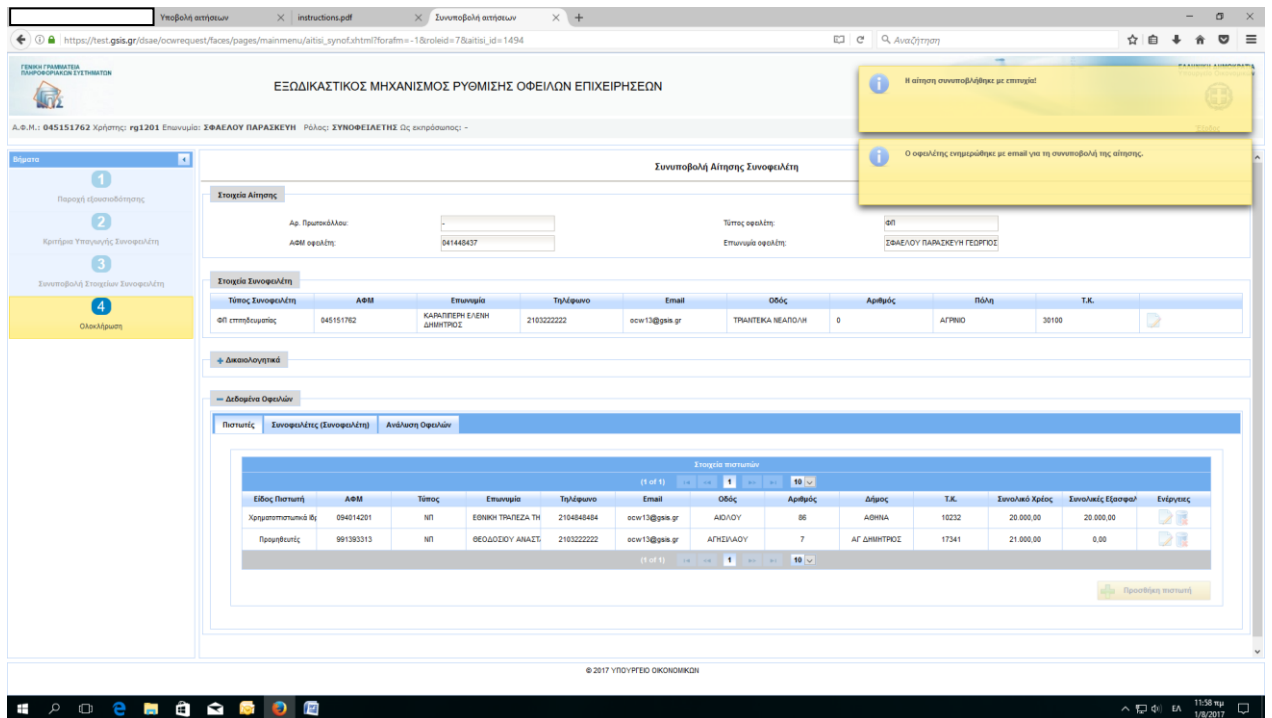 Υποβολή αιτήσεων
instructions.pdf
Συνυποβολή αιτήσεων
https://test.gsis.gr/dsae/ocwrequest/faces/pages/mainmenu/aitisi_synof.xhtml?forafm=-1&roleid=7&aitisi_id=1494
Αναζήτηση
ΓΕΝΙΚΗ ΓΡΑΜΜΑΤΕΙΑ
ΠΛΗΡΟΦΟΡΙΑΚΩΝ ΣΥΣΤΗΜΑΤΩΝ
ΕΞΩΔΙΚΑΣΤΙΚΟΣ ΜΗΧΑΝΙΣΜΟΣ ΡΥΘΜΙΣΗΣ ΟΦΕΙΛΩΝ ΕΠΙΧΕΙΡΗΣΕΩΝ
Η αίτηση συνυποβλήθηκε με επιτυχία!
Α.Φ.Μ.: 045151762 Χρήστης: rg1201 Επωνυμία: ΣΦΑΕΛΟΥ ΠΑΡΑΣΚΕΥΗ Ρόλος: ΣΥΝΟΦΕΙΛΕΤΗΣ Ως εκπρόσωπος: -
Έξοδος
Ο οφειλέτης ενημερώθηκε με email για τη συνυποβολή της αίτησης.
Βήματα
1
Παροχή εξουσιοδότησης
2
Κριτήρια Υπαγωγής Συνοφειλέτη
3
Συνυποβολή Στοιχείων Συνοφειλέτη
4
Ολοκλήρωση
Συνυποβολή Αίτησης Συνοφειλέτη
Στοιχεία Αίτησης
Αρ. Πρωτοκόλλου: - Τύπος οφειλέτη: ΦΠ
ΑΦΜ οφειλέτη: 041448437 Επωνυμία οφειλέτη: ΣΦΑΕΛΟΥ ΠΑΡΑΣΚΕΥΗ ΓΕΩΡΓΙΟΣ
Στοιχεία Συνοφειλέτη
Τύπος Συνοφειλέτη ΑΦΜ Επωνυμία Τηλέφωνο Email Οδός Αριθμός Πόλη Τ.Κ.
ΦΠ επιτηδευματίας 045151762 ΚΑΡΑΠΙΠΕΡΗ ΕΛΕΝΗ ΔΗΜΗΤΡΙΟΣ 2103222222 ocw13@gsis.gr ΤΡΙΑΝΤΕΙΚΑ ΝΕΑΠΟΛΗ 0 ΑΓΡΙΝΙΟ 30100
Δικαιολογητικά
Δεδομένα Οφειλών
Πιστωτές Συνοφειλέτες (Συνοφειλέτη) Ανάλυση Οφειλών
Στοιχεία πιστωτών
(1 of 1) 1 10
Είδος Πιστωτή ΑΦΜ Τύπος Επωνυμία Τηλέφωνο Email Οδός Αριθμός Δήμος Τ.Κ. Συνολικό Χρέος Συνολικές Εξασφαλ Ενέργειες
Χρηματοπιστωτικά Ιδρ 094014201 ΝΠ ΕΘΝΙΚΗ ΤΡΑΠΕΖΑ ΤΗ 2104848484 ocw13@gsis.gr ΑΙΟΛΟΥ 86 ΑΘΗΝΑ 10232 20.000,00 20.000,00
Προμηθευτές 991393313 ΝΠ ΘΕΟΔΟΣΙΟΥ ΑΝΑΣΤ 2103222222 ocw13@gsis.gr ΑΓΗΣΙΛΑΟΥ 7 ΑΓ ΔΗΜΗΤΡΙΟΣ 17341 21.000,00 0,00
(1 of 1) 1 10
Προσθήκη πιστωτή
© 2017 ΥΠΟΥΡΓΕΙΟ ΟΙΚΟΝΟΜΙΚΩΝ
ΕΛ
11:58 πμ
1/8/2017